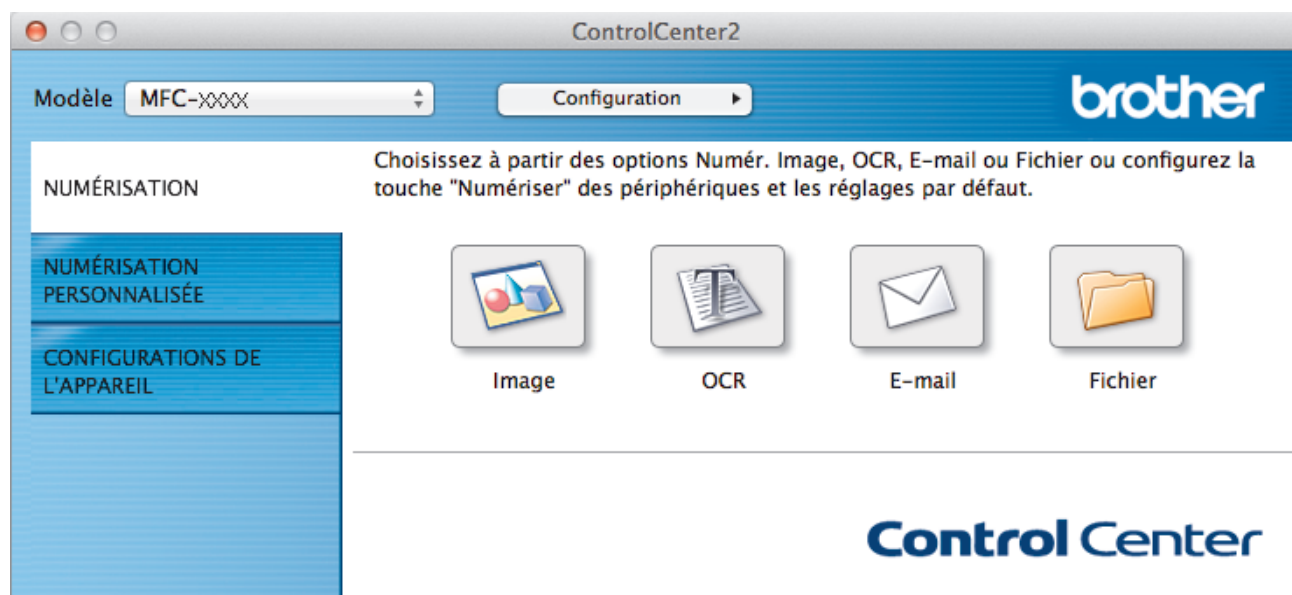 ControlCenter2
Modèle MFC-XXXX Configuration brother
NUMÉRISATION
Choisissez à partir des options Numér. Image, OCR, E-mail ou Fichier ou configurez la
touche "Numériser" des périphériques et les réglages par défaut.
NUMÉRISATION
PERSONNALISÉE
CONFIGURATIONS DE
L'APPAREIL
Image OCR E-mail Fichier
Control Center